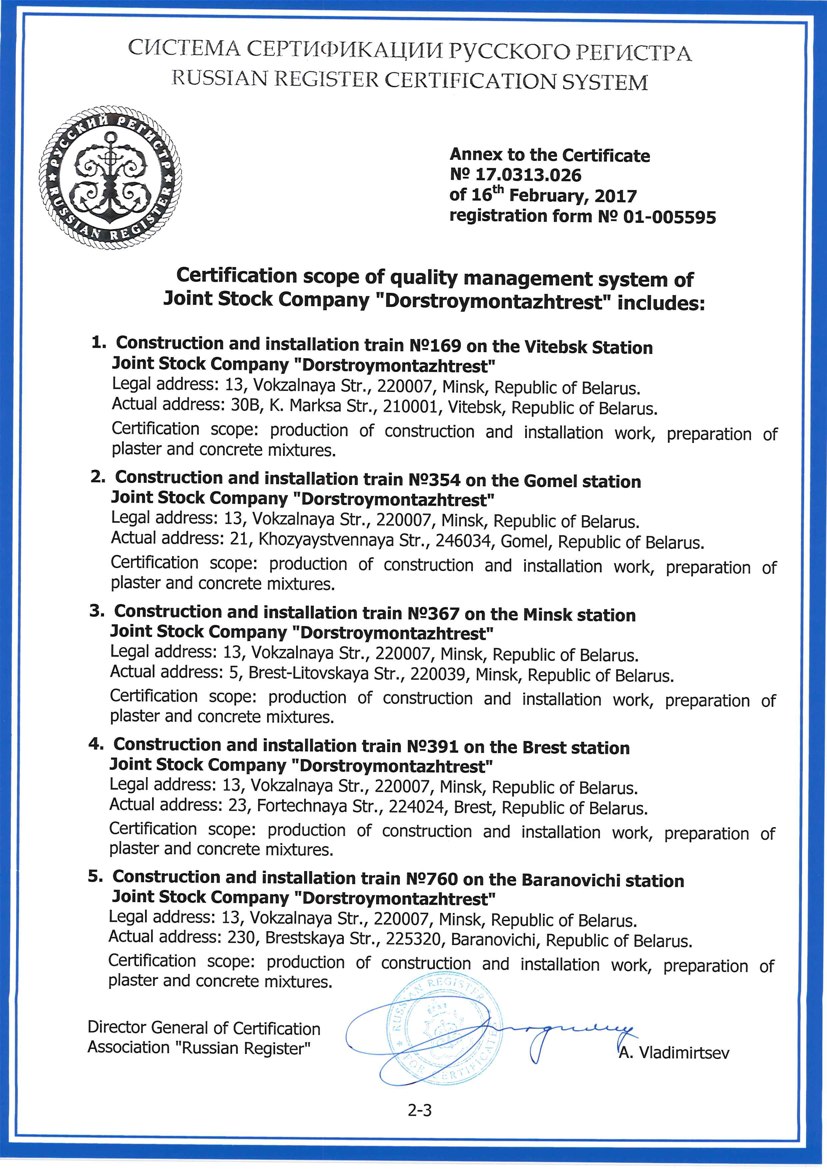 СИСТЕМА СЕРТИФИКАЦИИ РУССКОГО РЕГИСТРА
RUSSIAN REGISTER CERTIFICATION SYSTEM
РУССКИЙ РЕГИСТР
RUSSIAN REGISTER
Annex to the Certificate
№ 17.0313.026
of 16th February, 2017
registration form № 01-005595
Certification scope of quality management system of
Joint Stock Company "Dorstroymontazhtrest" includes:
1. Construction and installation train №169 on the Vitebsk Station
Joint Stock Company "Dorstroymontazhtrest"
Legal address: 13, Vokzalnaya Str., 220007, Minsk, Republic of Belarus.
Actual address: 30B, K. Marksa Str., 210001, Vitebsk, Republic of Belarus.
Certification scope: production of construction and installation work, preparation of
plaster and concrete mixtures.
2. Construction and installation train №354 on the Gomel station
Joint Stock Company "Dorstroymontazhtrest"
Legal address: 13, Vokzalnaya Str., 220007, Minsk, Republic of Belarus.
Actual address: 21, Khozyaystvennaya Str., 246034, Gomel, Republic of Belarus.
Certification scope: production of construction and installation work, preparation of
plaster and concrete mixtures.
3. Construction and installation train №367 on the Minsk station
Joint Stock Company "Dorstroymontazhtrest"
Legal address: 13, Vokzalnaya Str., 220007, Minsk, Republic of Belarus.
Actual address: 5, Brest-Litovskaya Str., 220039, Minsk, Republic of Belarus.
Certification scope: production of construction and installation work, preparation of
plaster and concrete mixtures.
4. Construction and installation train №391 on the Brest station
Joint Stock Company "Dorstroymontazhtrest"
Legal address: 13, Vokzalnaya Str., 220007, Minsk, Republic of Belarus.
Actual address: 23, Fortechnaya Str., 224024, Brest, Republic of Belarus.
Certification scope: production of construction and installation work, preparation of
plaster and concrete mixtures.
5. Construction and installation train №760 on the Baranovichi station
Joint Stock Company "Dorstroymontazhtrest"
Legal address: 13, Vokzalnaya Str., 220007, Minsk, Republic of Belarus.
Actual address: 230, Brestskaya Str., 225320, Baranovichi, Republic of Belarus.
Certification scope: production of construction and installation work, preparation of
plaster and concrete mixtures.
RUSSIAN REGISTER
FOR CERTIFICATES
Director General of Certification
Association "Russian Register"
A. Vladimirtsev
2-3